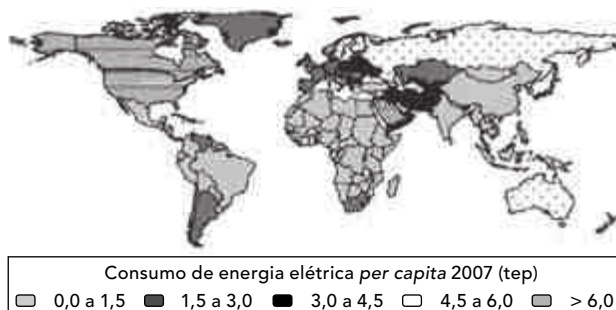 Consumo de energia elétrica per capita 2007 (tep)
0,0 a 1,5 1,5 a 3,0 3,0 a 4,5 4,5 a 6,0 > 6,0